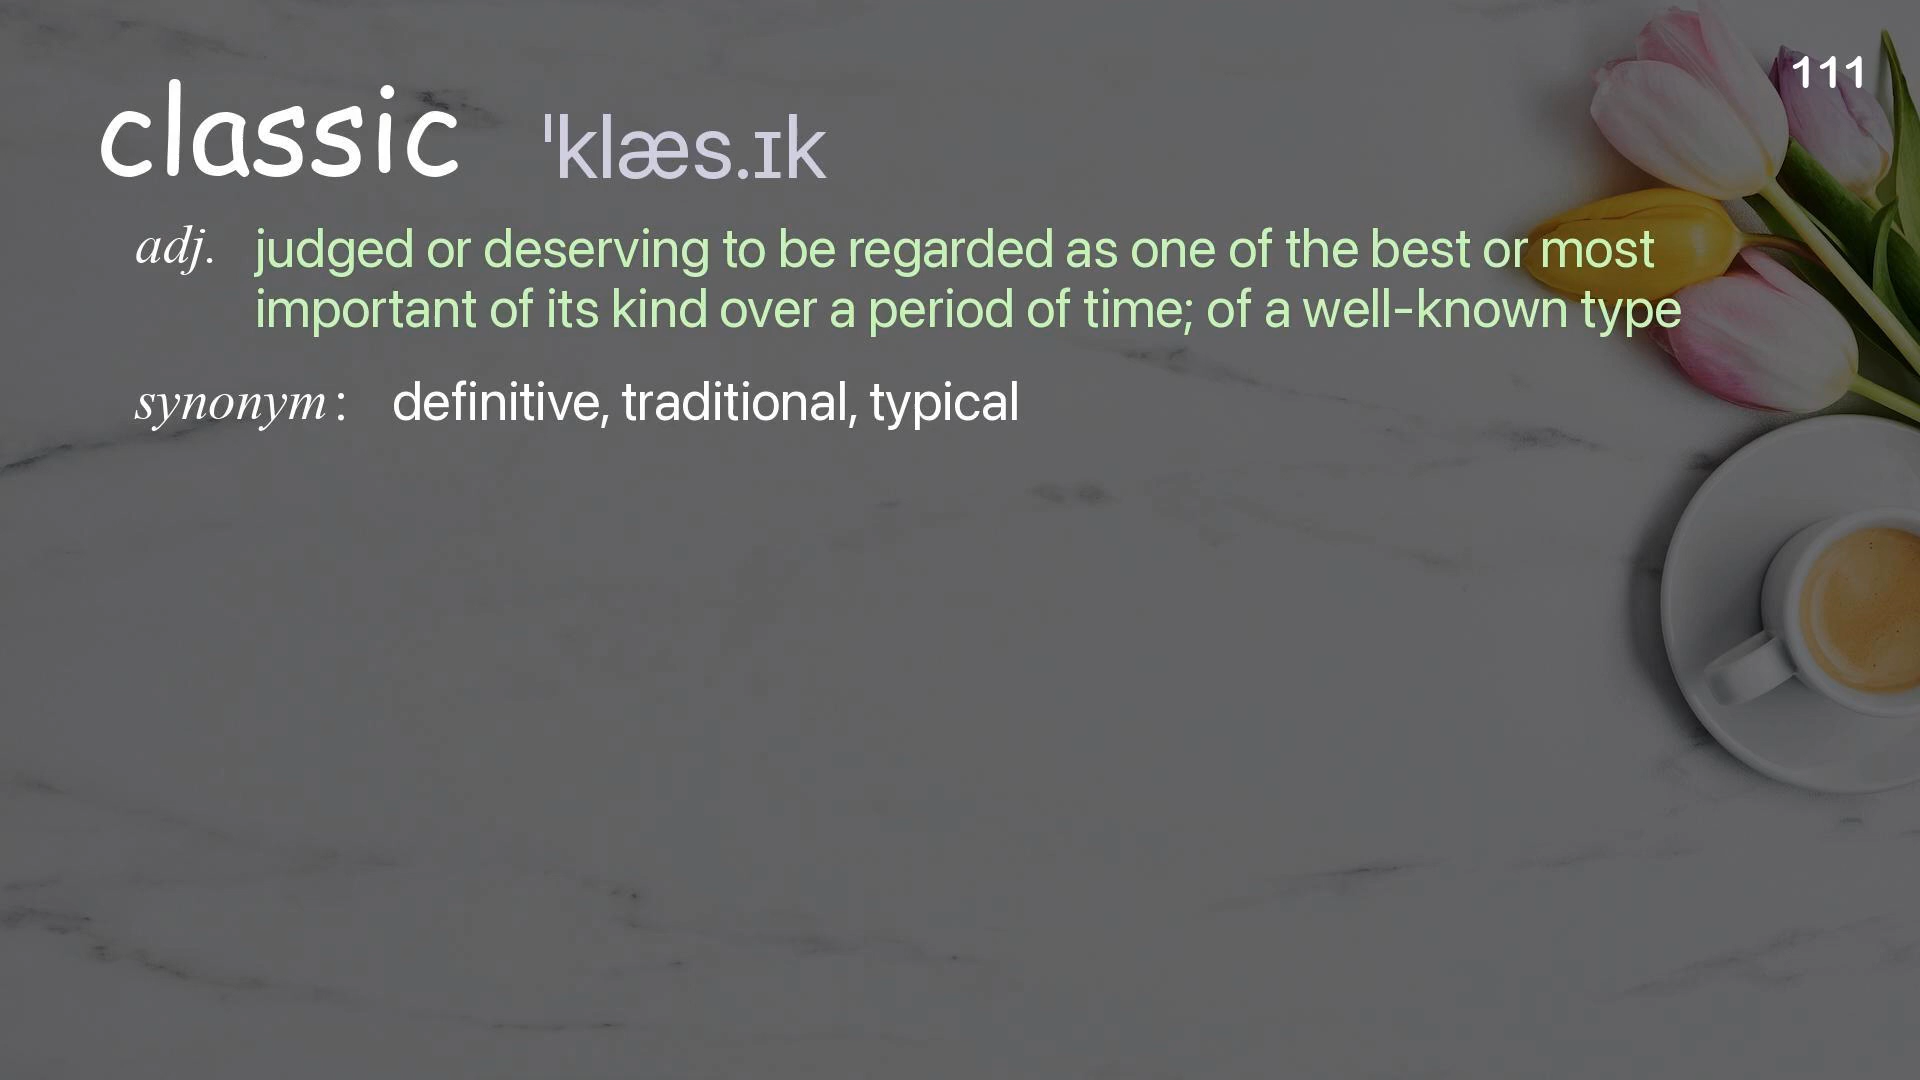 111
classic ˈklæs.ɪk
adj. judged or deserving to be regarded as one of the best or most
important of its kind over a period of time; of a well-known type
synonym: definitive, traditional, typical